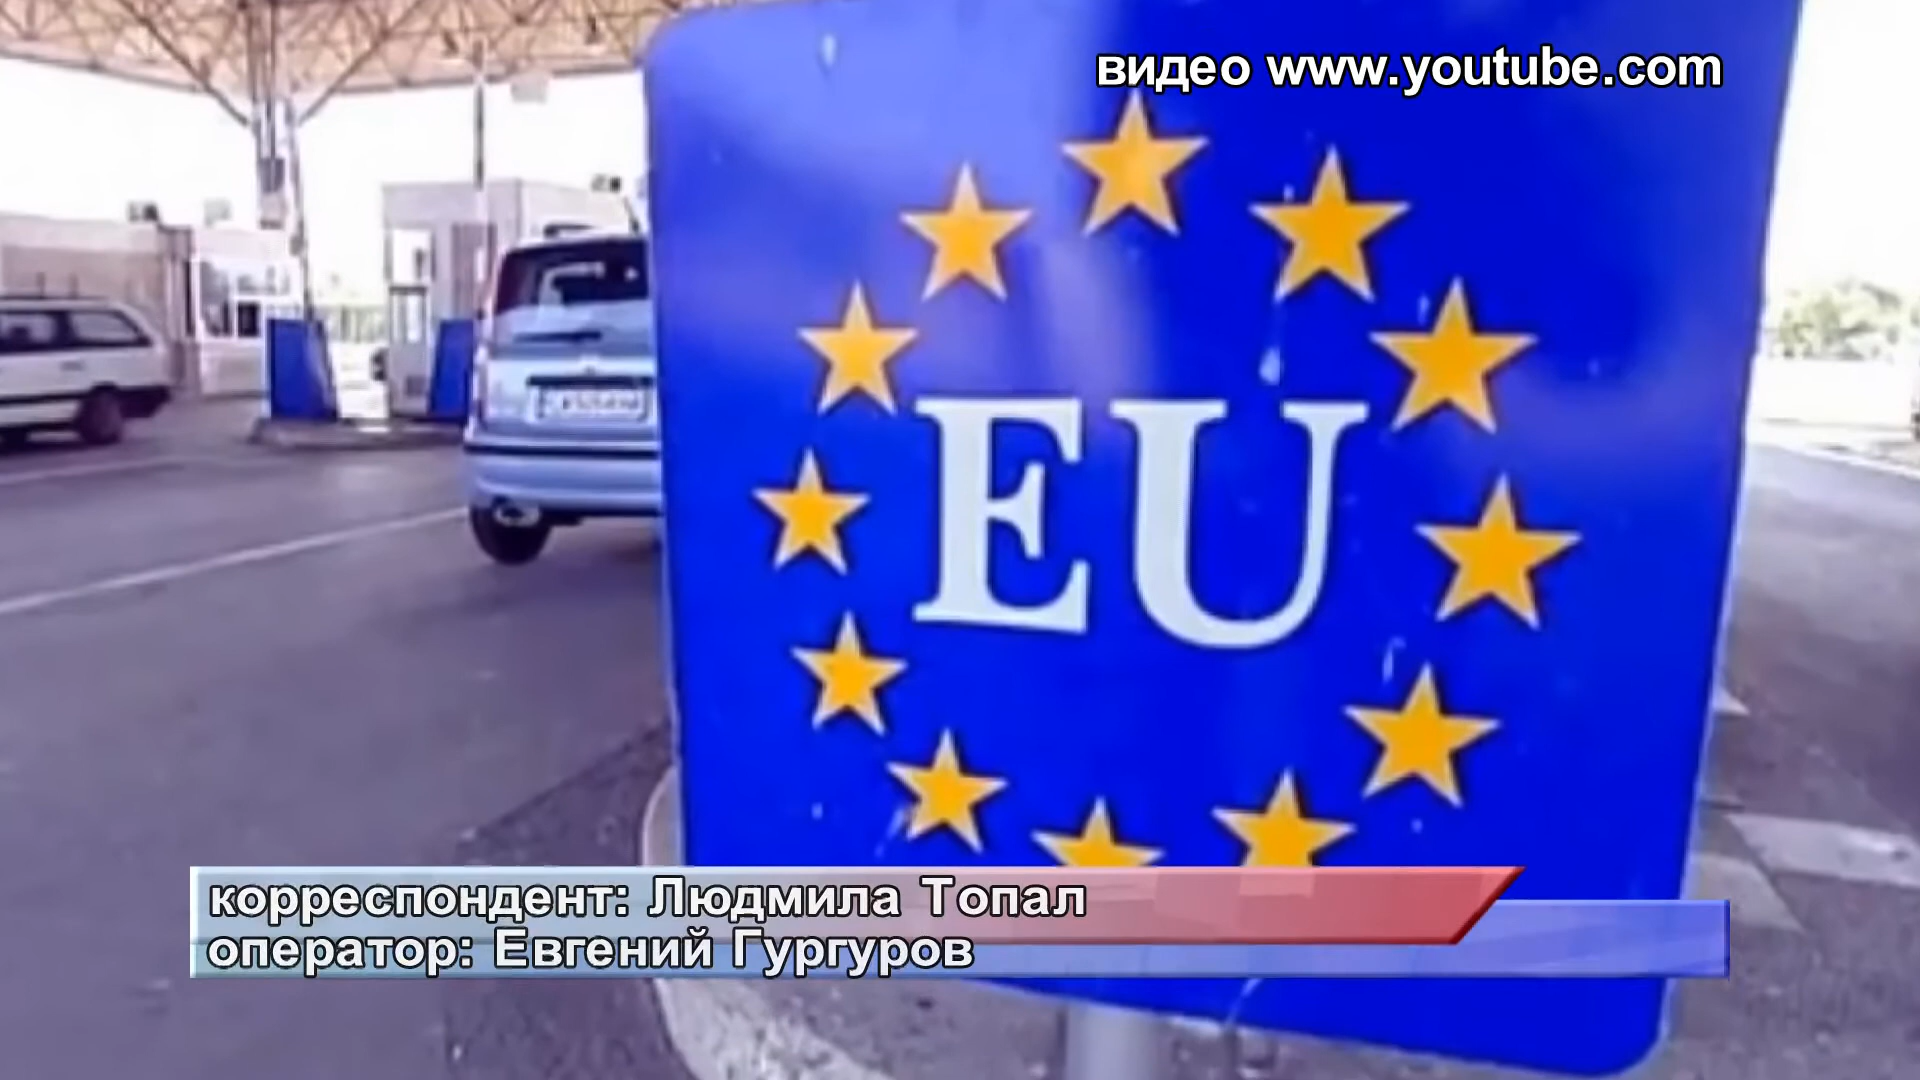 видео www.youtube.com
EU
корреспондент: Людмила Топал
оператор: Евгений Гургуров